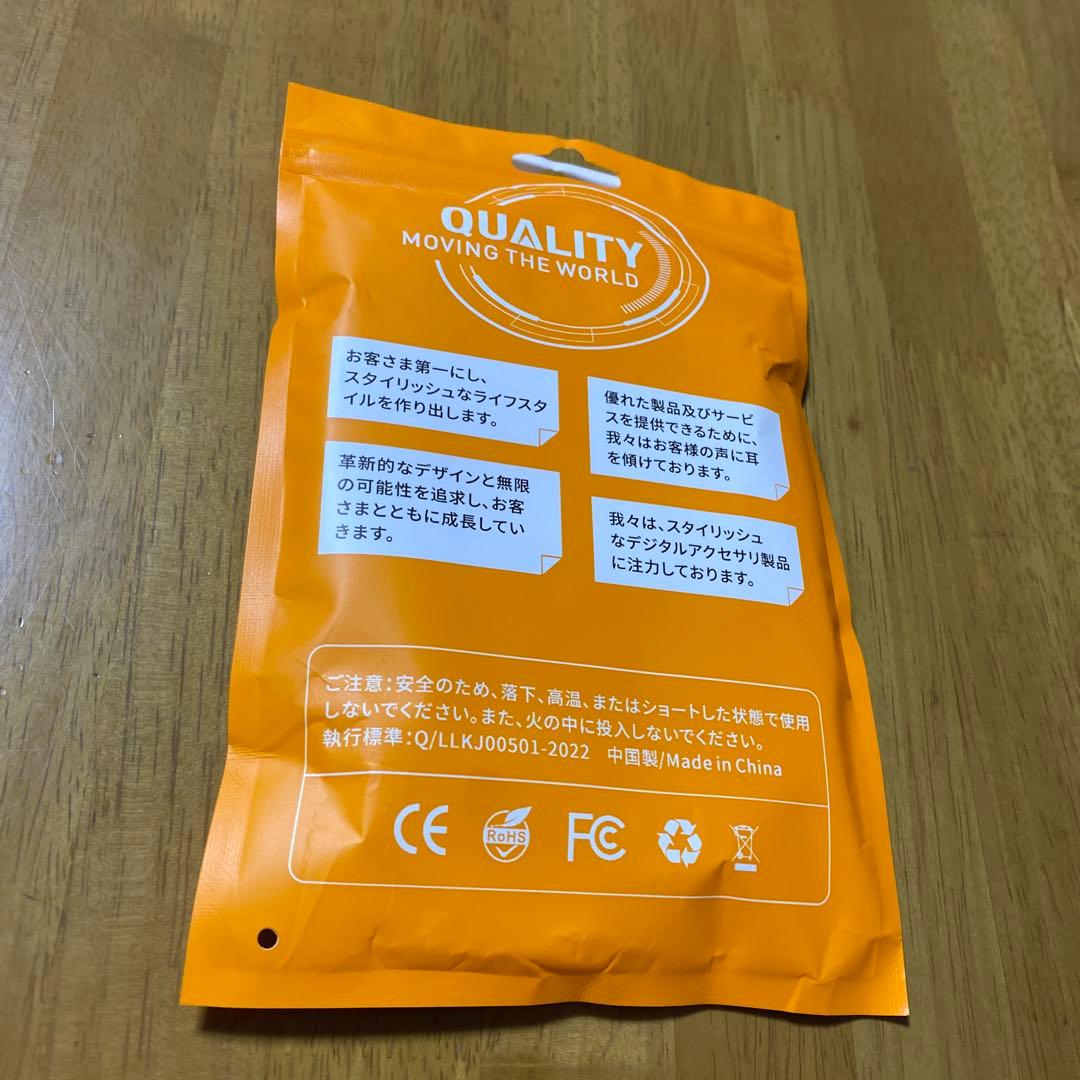 QUALITY
MOVING THE WORLD
お客さま第一にし、
スタイリッシュなライフスタ
イルを作り出します。
優れた製品及びサービ
スを提供できるために、
我々はお客様の声に耳
を傾けております。
革新的なデザインと無限
の可能性を追求し、お客
さまとともに成長してい
きます。
我々は、スタイリッシュ
なデジタルアクセサリ製品
に注力しております。
ご注意：安全のため、落下、高温、またはショートした状態で使用
しないでください。また、火の中に投入しないでください。
執行標準：Q/LLKJ00501-2022 中国製/Made in China
CE RoHS FC